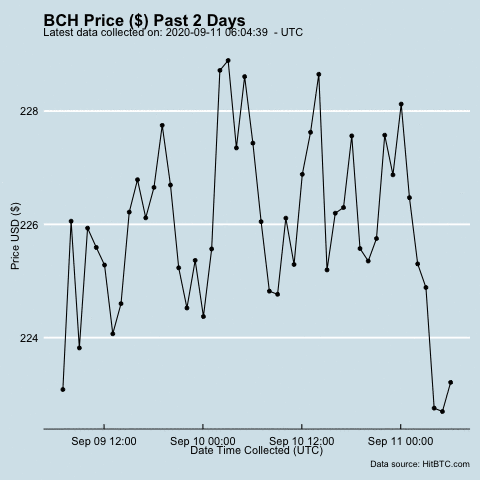 BCH Price ($) Past 2 Days
Latest data collected on: 2020-09-11 06:04:39 - UTC
228
226
224
Price USD ($)
Sep 09 12:00 Sep 10 00:00 Sep 10 12:00 Sep 11 00:00
Date Time Collected (UTC)
Data source: HitBTC.com